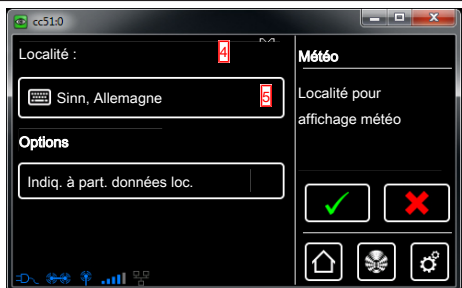 cc51:0
Localité :
4
Sinn, Allemagne
5
Options
Indiq. à part. données loc.
Météo
Localité pour
affichage météo